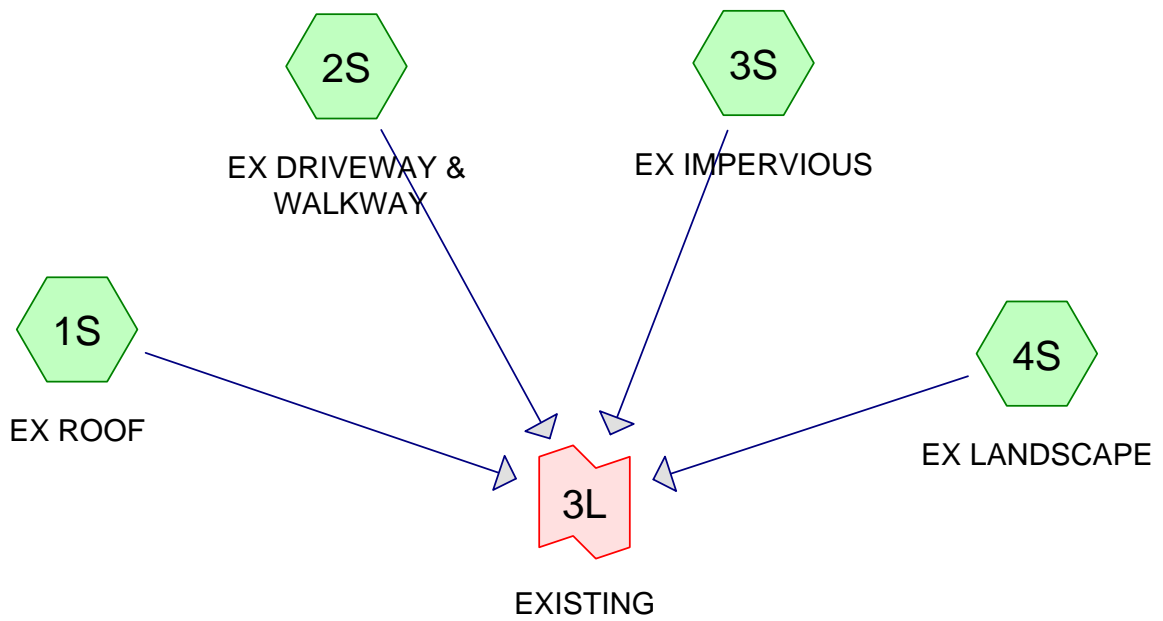 2S
EX DRIVEWAY &
WALKWAY
3S
EX IMPERVIOUS
1S
EX ROOF
4S
EX LANDSCAPE
3L
EXISTING